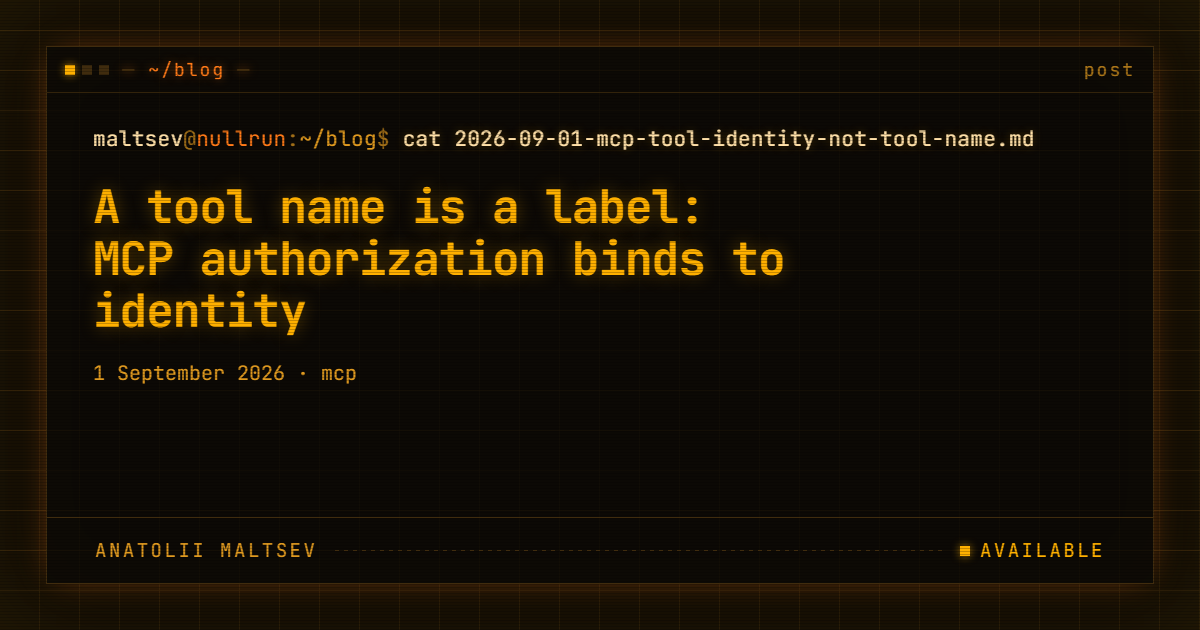 — ~/blog —
post
maltsev@nullrun:~/blog$ cat 2026-09-01-mcp-tool-identity-not-tool-name.md
A tool name is a label:
MCP authorization binds to
identity
1 September 2026 · mcp
ANATOLII MALTSEV
AVAILABLE